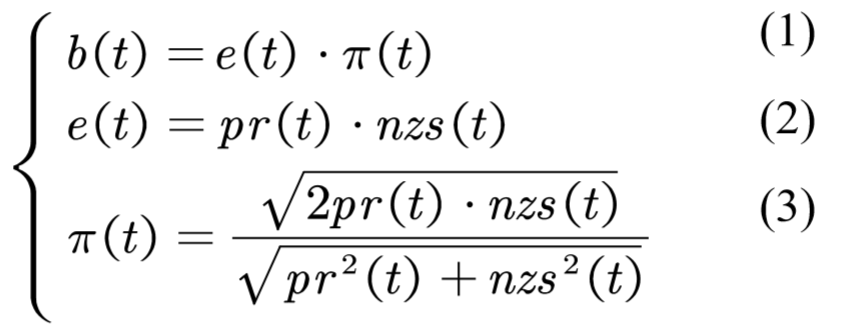 b(t) = e(t) · π(t) (1)
e(t) = pr(t) · nzs(t) (2)
π(t) = √(2pr(t) · nzs(t)) / √(pr²(t) + nzs²(t)) (3)